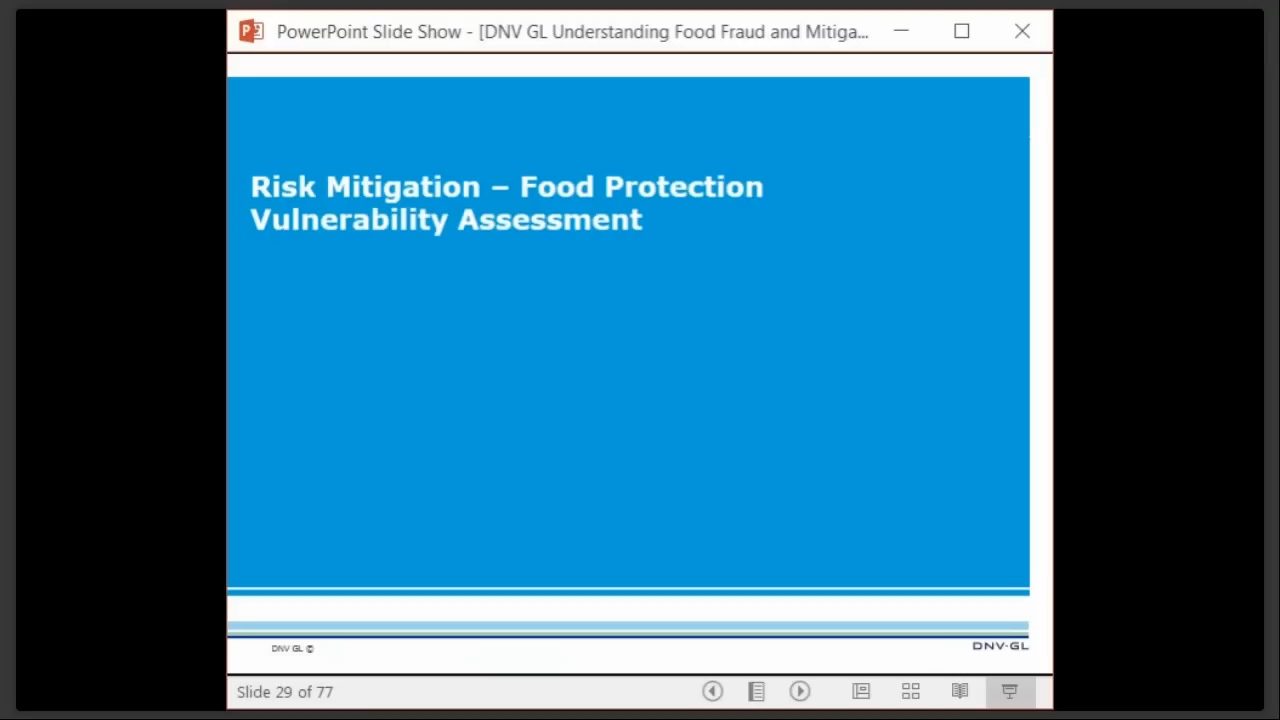 PowerPoint Slide Show - [DNV GL Understanding Food Fraud and Mitiga...
Risk Mitigation – Food Protection
Vulnerability Assessment
DNV GL ©
DNV·GL
Slide 29 of 77